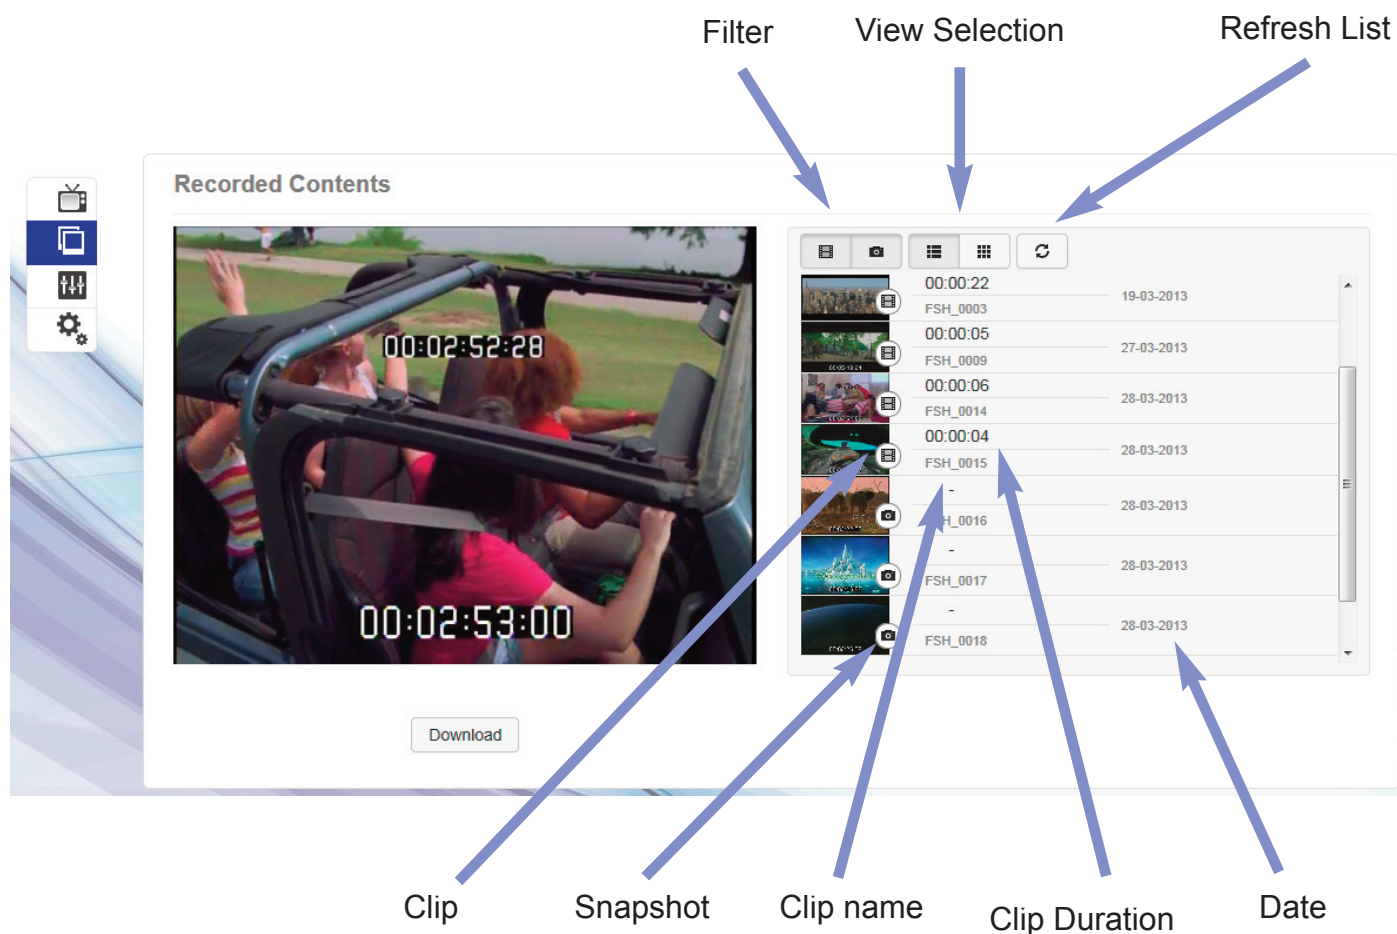 Filter
View Selection
Refresh List
Recorded Contents
00:02:52:28
00:02:53:00
Download
00:00:22
FSH_0003
19-03-2013
00:00:05
FSH_0009
27-03-2013
00:00:06
FSH_0014
28-03-2013
00:00:04
FSH_0015
28-03-2013
-
FSH_0016
28-03-2013
-
FSH_0017
28-03-2013
-
FSH_0018
28-03-2013
Clip
Snapshot
Clip name
Clip Duration
Date